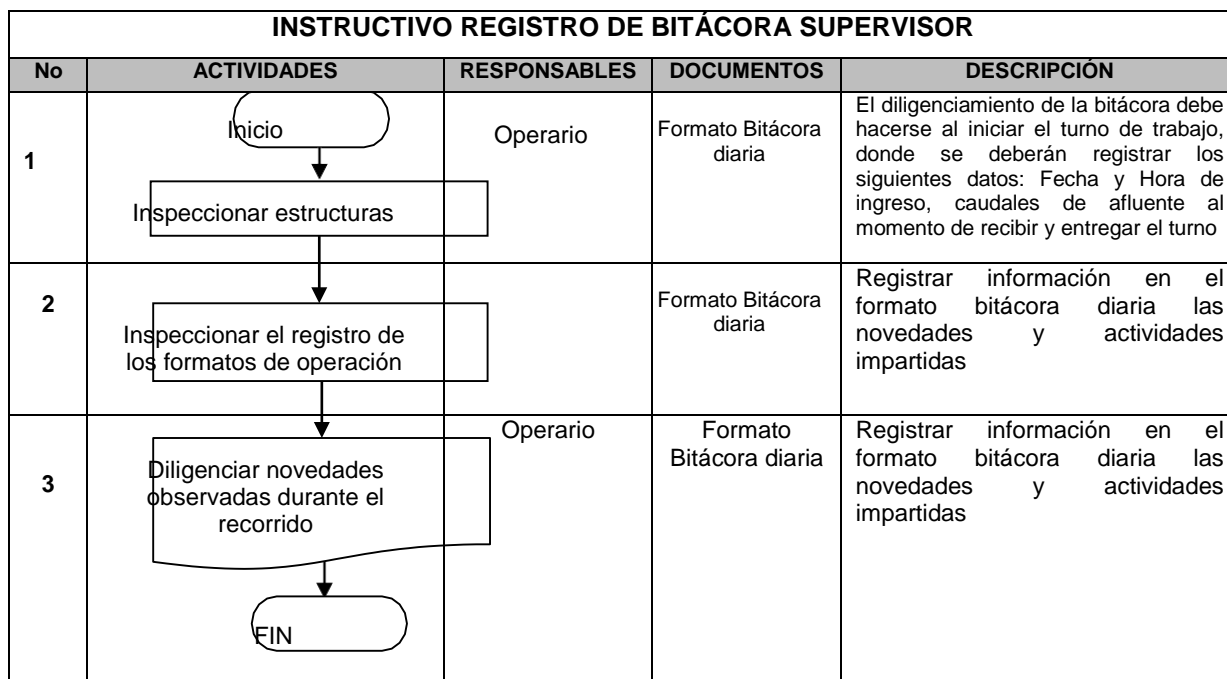 INSTRUCTIVO REGISTRO DE BITÁCORA SUPERVISOR
No
ACTIVIDADES
RESPONSABLES
DOCUMENTOS
DESCRIPCIÓN
1
Inicio
Inspeccionar estructuras
Operario
Formato Bitácora
diaria
El diligenciamiento de la bitácora debe
hacerse al iniciar el turno de trabajo,
donde se deberán registrar los
siguientes datos: Fecha y Hora de
ingreso, caudales de afluente al
momento de recibir y entregar el turno
2
Inspeccionar el registro de
los formatos de operación
Formato Bitácora
diaria
Registrar información en el
formato bitácora diaria las
novedades y actividades
impartidas
3
Diligenciar novedades
observadas durante el
recorrido
FIN
Operario
Formato
Bitácora diaria
Registrar información en el
formato bitácora diaria las
novedades y actividades
impartidas